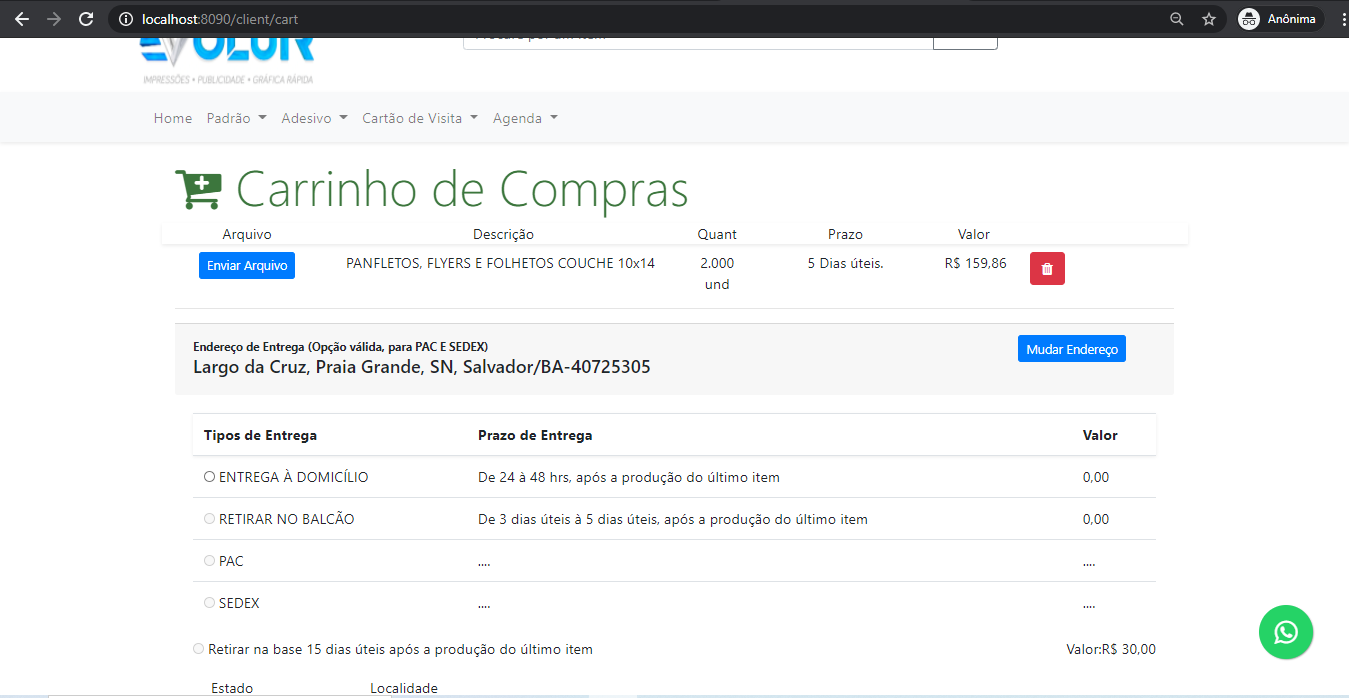 localhost:8090/client/cart
Anônima
EVOLUIR
IMPRESSÕES • PUBLICIDADE • GRÁFICA RÁPIDA
Home Padrão Adesivo Cartão de Visita Agenda
Carrinho de Compras
Arquivo Descrição Quant Prazo Valor
Enviar Arquivo PANFLETOS, FLYERS E FOLHETOS COUCHE 10x14 2.000 5 Dias úteis. R$ 159,86
und
Endereço de Entrega (Opção válida, para PAC E SEDEX)
Mudar Endereço
Largo da Cruz, Praia Grande, SN, Salvador/BA-40725305
Tipos de Entrega Prazo de Entrega Valor
ENTREGA À DOMICÍLIO De 24 à 48 hrs, após a produção do último item 0,00
RETIRAR NO BALCÃO De 3 dias úteis à 5 dias úteis, após a produção do último item 0,00
PAC .... ....
SEDEX .... ....
Retirar na base 15 dias úteis após a produção do último item Valor:R$ 30,00
Estado Localidade